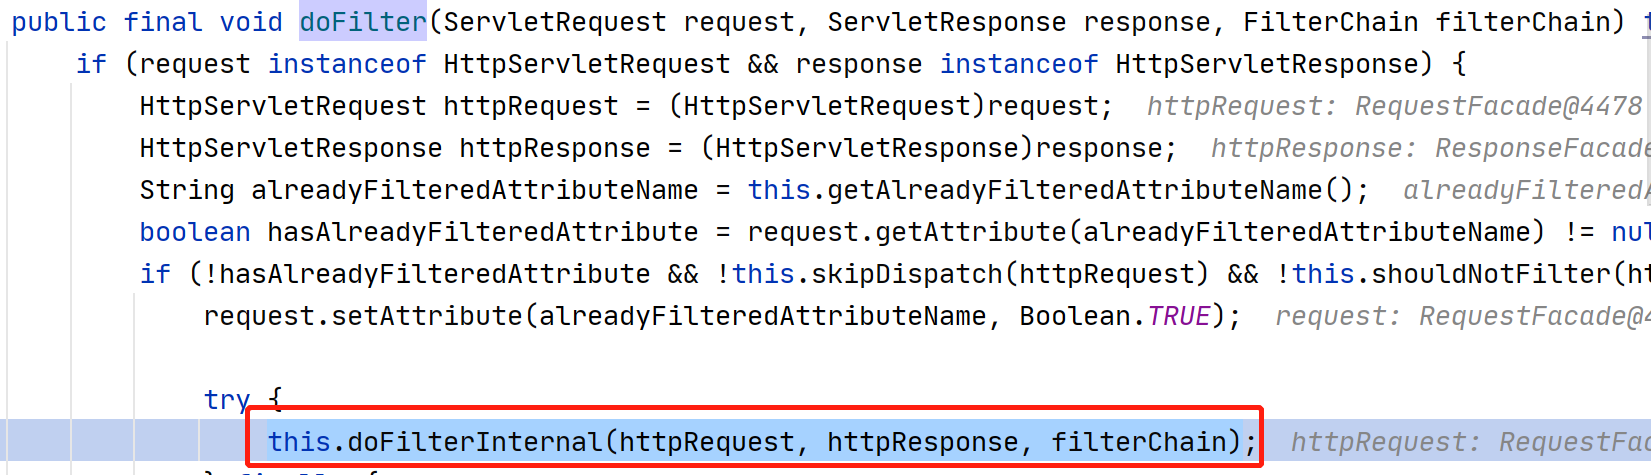 public final void doFilter(ServletRequest request, ServletResponse response, FilterChain filterChain)
if (request instanceof HttpServletRequest && response instanceof HttpServletResponse) {
HttpServletRequest httpRequest = (HttpServletRequest)request; httpRequest: RequestFacade@4478
HttpServletResponse httpResponse = (HttpServletResponse)response; httpResponse: ResponseFacade
String alreadyFilteredAttributeName = this.getAlreadyFilteredAttributeName(); alreadyFilteredA
boolean hasAlreadyFilteredAttribute = request.getAttribute(alreadyFilteredAttributeName) != nul
if (!hasAlreadyFilteredAttribute && !this.skipDispatch(httpRequest) && !this.shouldNotFilter(ht
request.setAttribute(alreadyFilteredAttributeName, Boolean.TRUE); request: RequestFacade@4
try {
this.doFilterInternal(httpRequest, httpResponse, filterChain); httpRequest: RequestFac